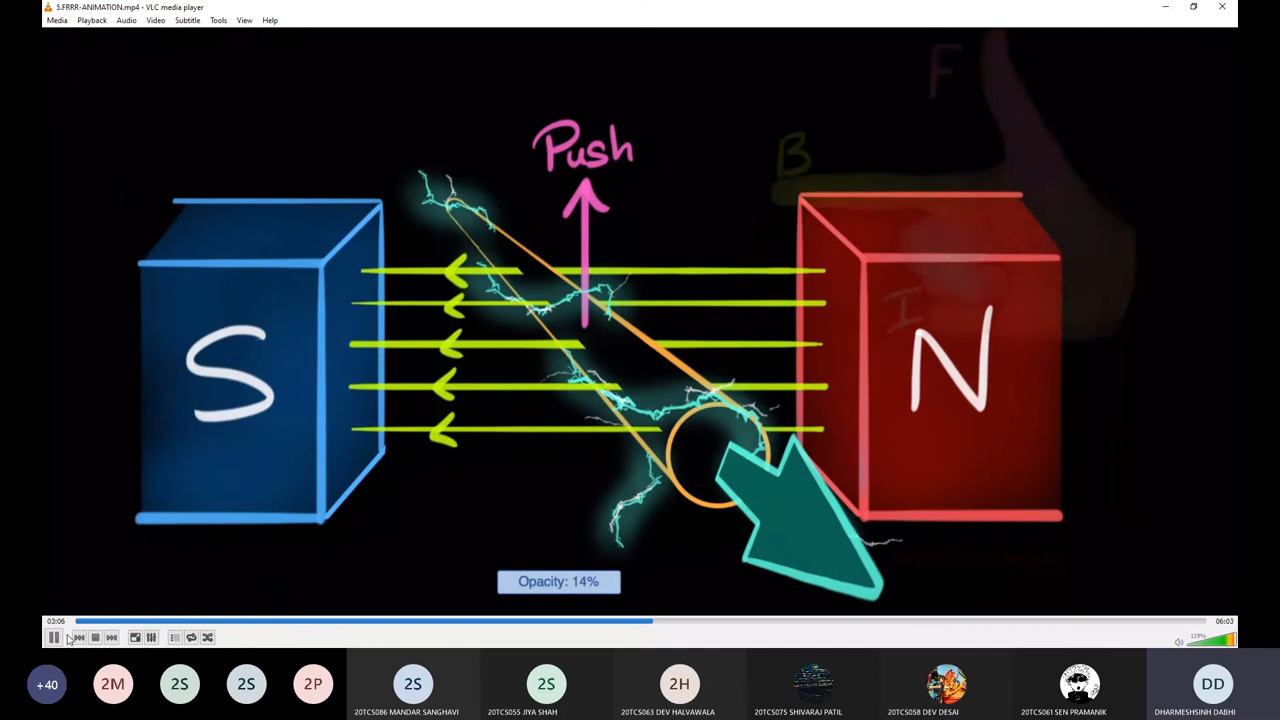 5.FRRR-ANIMATION.mp4 - VLC media player
Media Playback Audio Video Subtitle Tools View Help
F
Push
B
S
I
N
Opacity: 14%
03:06 06:03
119%
+40 2M 2S 2S 2P 2S 2S 2H DD
20TCS086 MANDAR SANGHAVI 20TCS055 JIYA SHAH 20TCS063 DEV HALVAWALA 20TCS075 SHIVARAJ PATIL 20TCS058 DEV DESAI 20TCS061 SEN PRAMANIK DHARMESHSINH DABHI